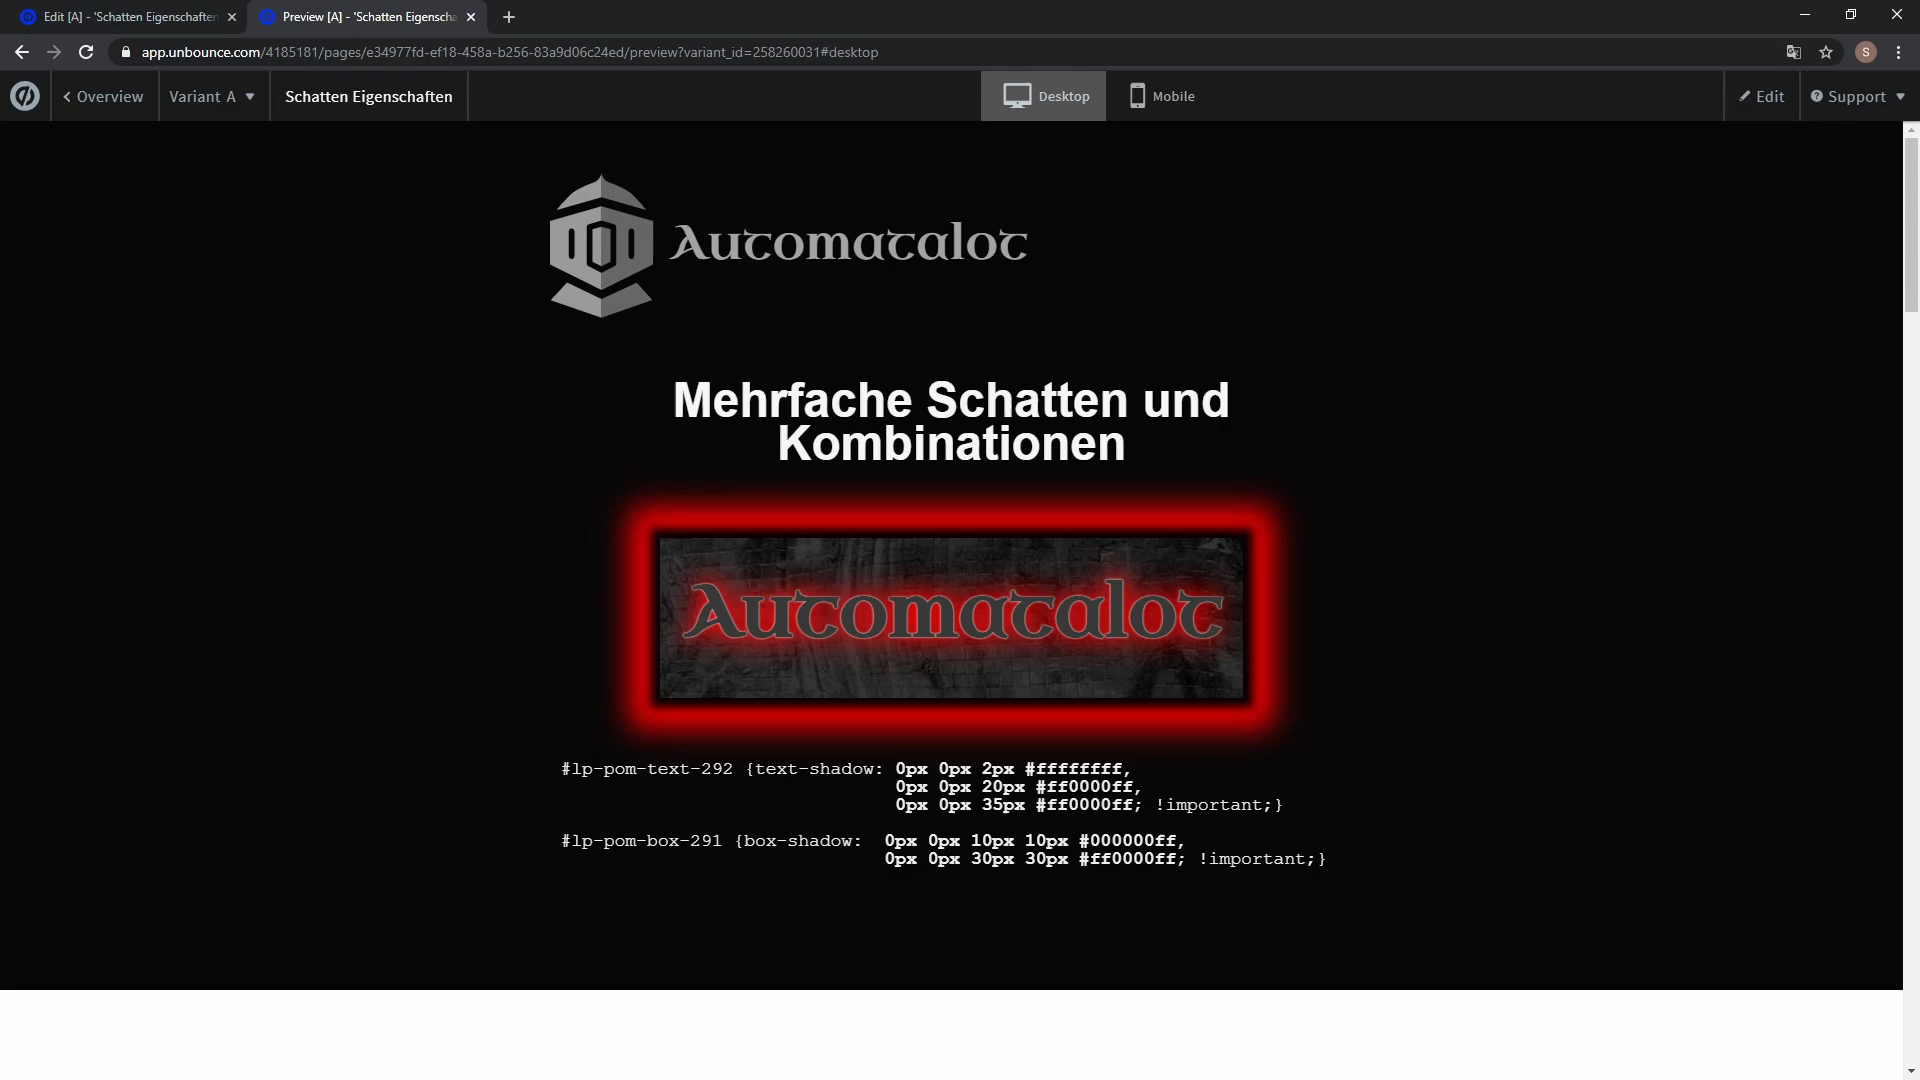 Edit [A] - 'Schatten Eigenschaften
Preview [A] - 'Schatten Eigenscha
app.unbounce.com/4185181/pages/e34977fd-ef18-458a-b256-83a9d06c24ed/preview?variant_id=258260031#desktop
S
Overview
Variant A
Schatten Eigenschaften
Desktop
Mobile
Edit
Support
Automatalot
Mehrfache Schatten und
Kombinationen
Automatalot
#lp-pom-text-292 {text-shadow: 0px 0px 2px #ffffffff,
0px 0px 20px #ff0000ff,
0px 0px 35px #ff0000ff; !important;}
#lp-pom-box-291 {box-shadow: 0px 0px 10px 10px #000000ff,
0px 0px 30px 30px #ff0000ff; !important;}